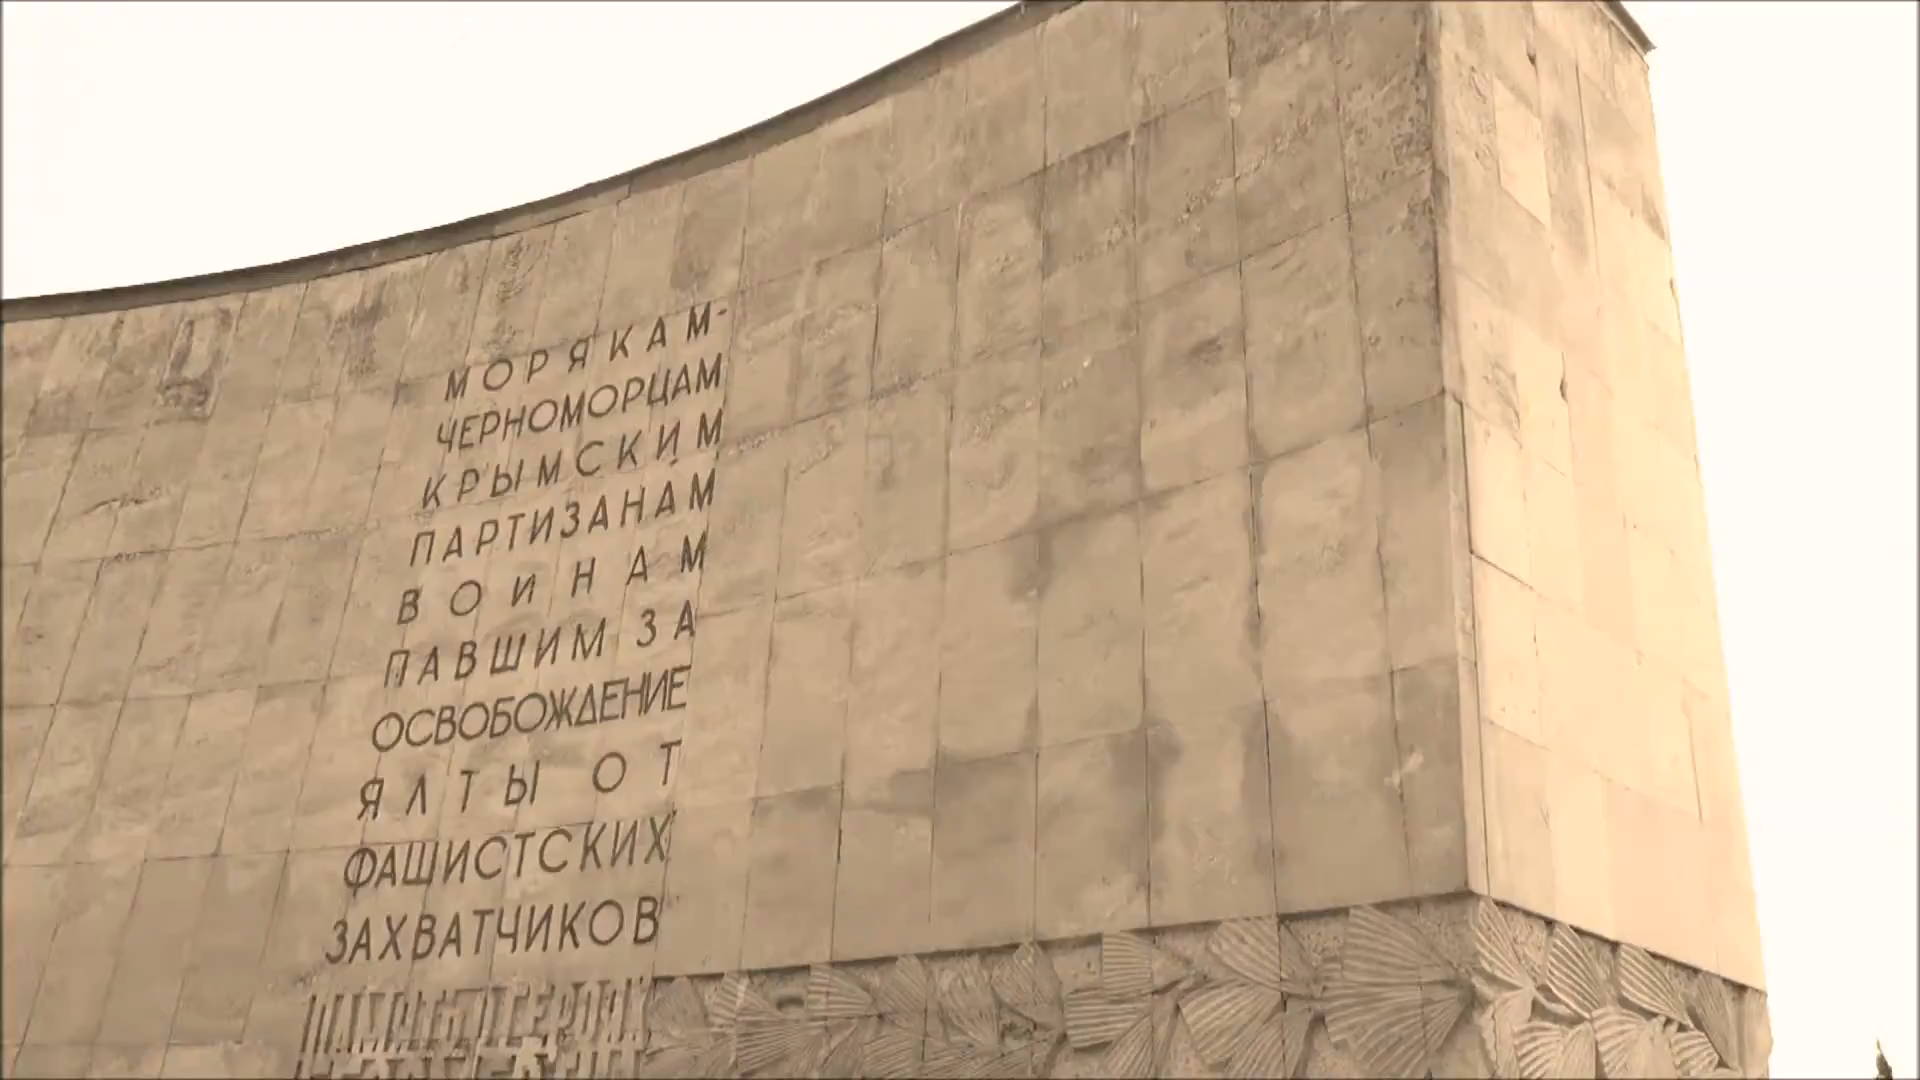 МОРЯКАМ-
ЧЕРНОМОРЦАМ
КРЫМСКИМ
ПАРТИЗАНАМ
ВОИНАМ
ПАВШИМ ЗА
ОСВОБОЖДЕНИЕ
ЯЛТЫ ОТ
ФАШИСТСКИХ
ЗАХВАТЧИКОВ